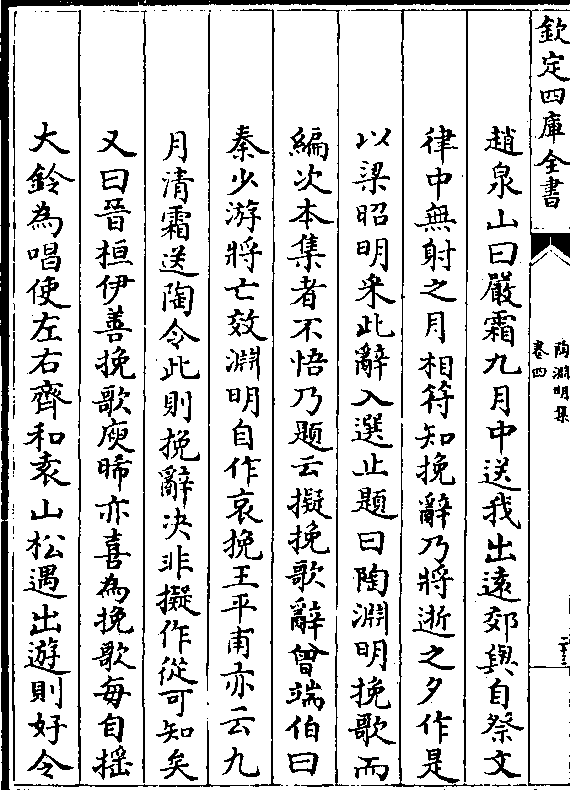 欽定四庫全書
陶淵明集
卷四
趙泉山曰嚴霜九月中送我出遠郊與自祭文
律中無射之月相符知挽辭乃將逝之夕作是
以梁昭明采此辭入選止題曰陶淵明挽歌而
編次本集者不悟乃題云擬挽歌辭曾端伯曰
秦少游將亡效淵明自作哀挽王平甫亦云九
月清霜送陶令此則挽辭决非擬作從可知矣
又曰晉桓伊善挽歌庾晞亦喜為挽歌每自揺
大鈴為唱使左右齊和袁山松遇出遊則好令